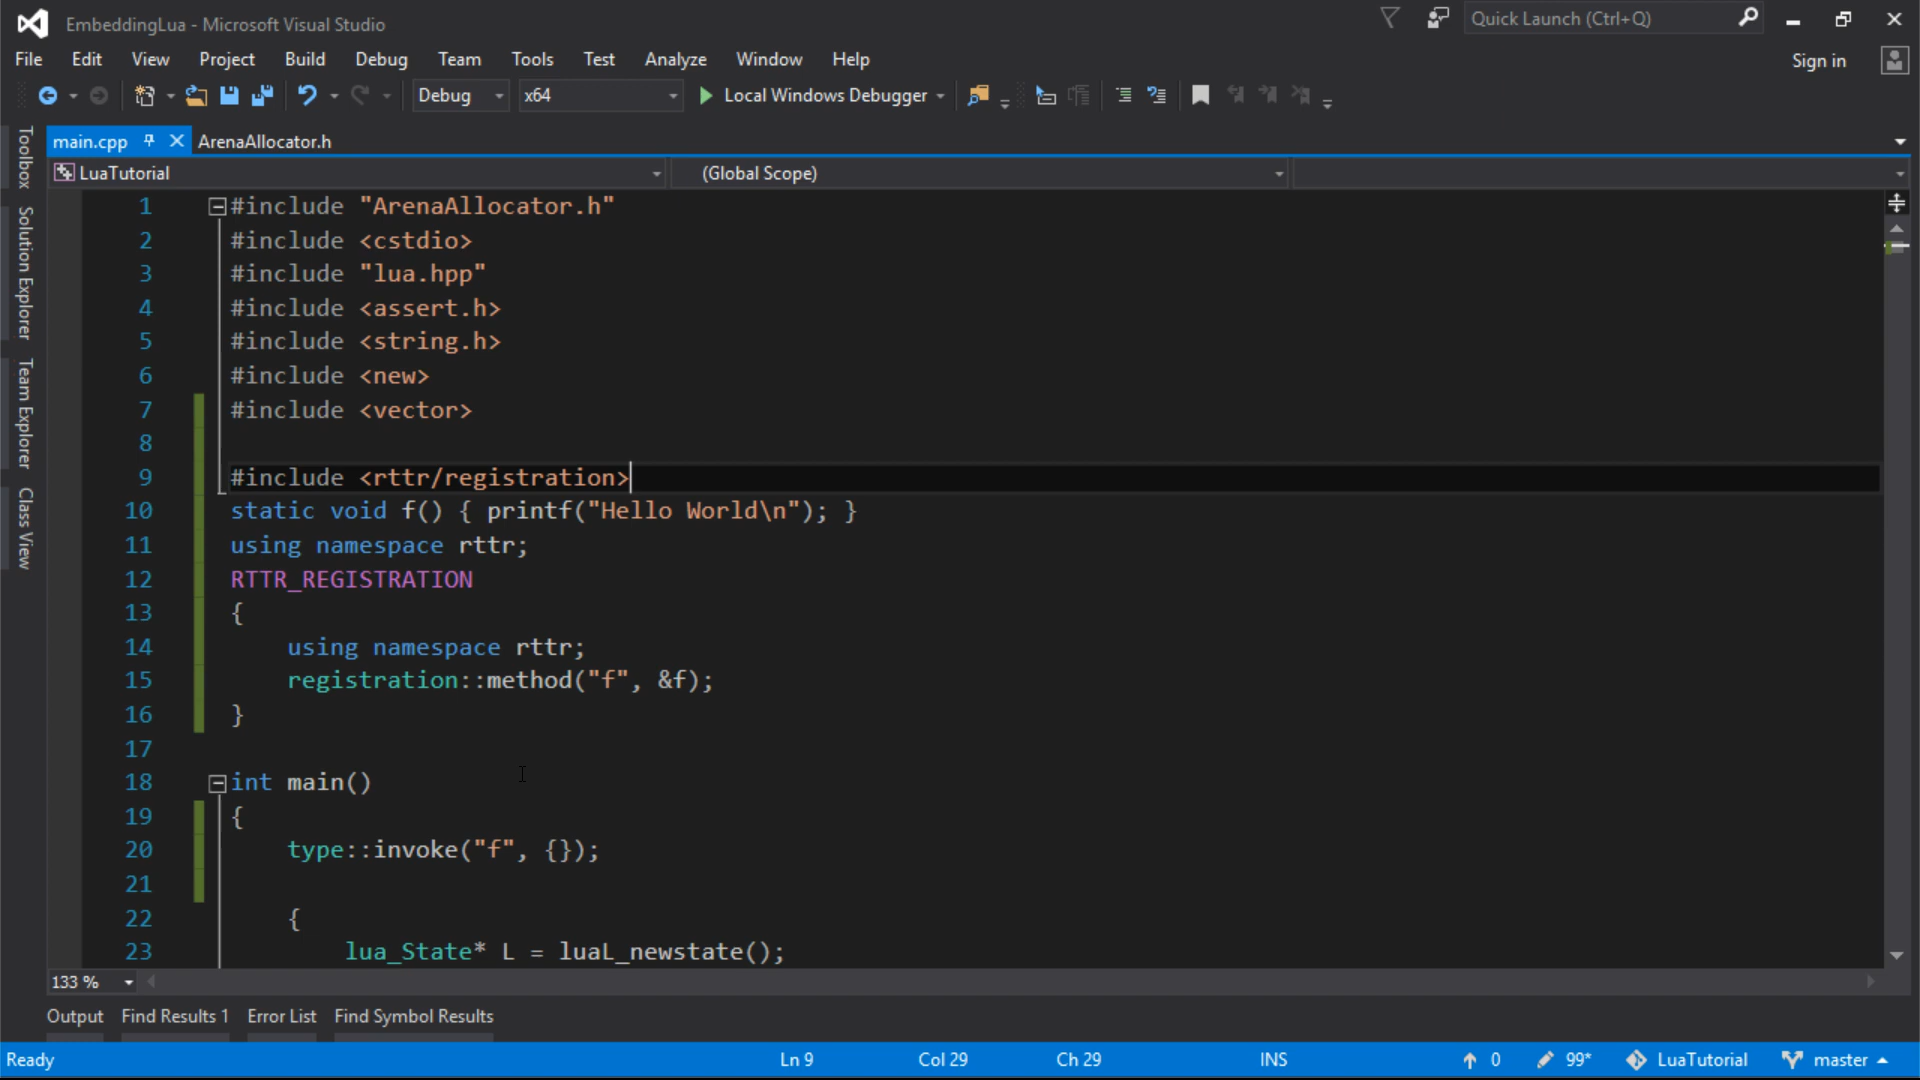 EmbeddingLua - Microsoft Visual Studio
Quick Launch (Ctrl+Q)
File Edit View Project Build Debug Team Tools Test Analyze Window Help
Sign in
Debug x64 Local Windows Debugger
main.cpp ArenaAllocator.h
LuaTutorial (Global Scope)
Toolbox
Solution Explorer
Team Explorer
Class View
1 #include "ArenaAllocator.h"
2 #include <cstdio>
3 #include "lua.hpp"
4 #include <assert.h>
5 #include <string.h>
6 #include <new>
7 #include <vector>
8
9 #include <rttr/registration>
10 static void f() { printf("Hello World\n"); }
11 using namespace rttr;
12 RTTR_REGISTRATION
13 {
14     using namespace rttr;
15     registration::method("f", &f);
16 }
17
18 int main()
19 {
20     type::invoke("f", {});
21
22     {
23         lua_State* L = luaL_newstate();
133 %
Output Find Results 1 Error List Find Symbol Results
Ready Ln 9 Col 29 Ch 29 INS 0 99* LuaTutorial master